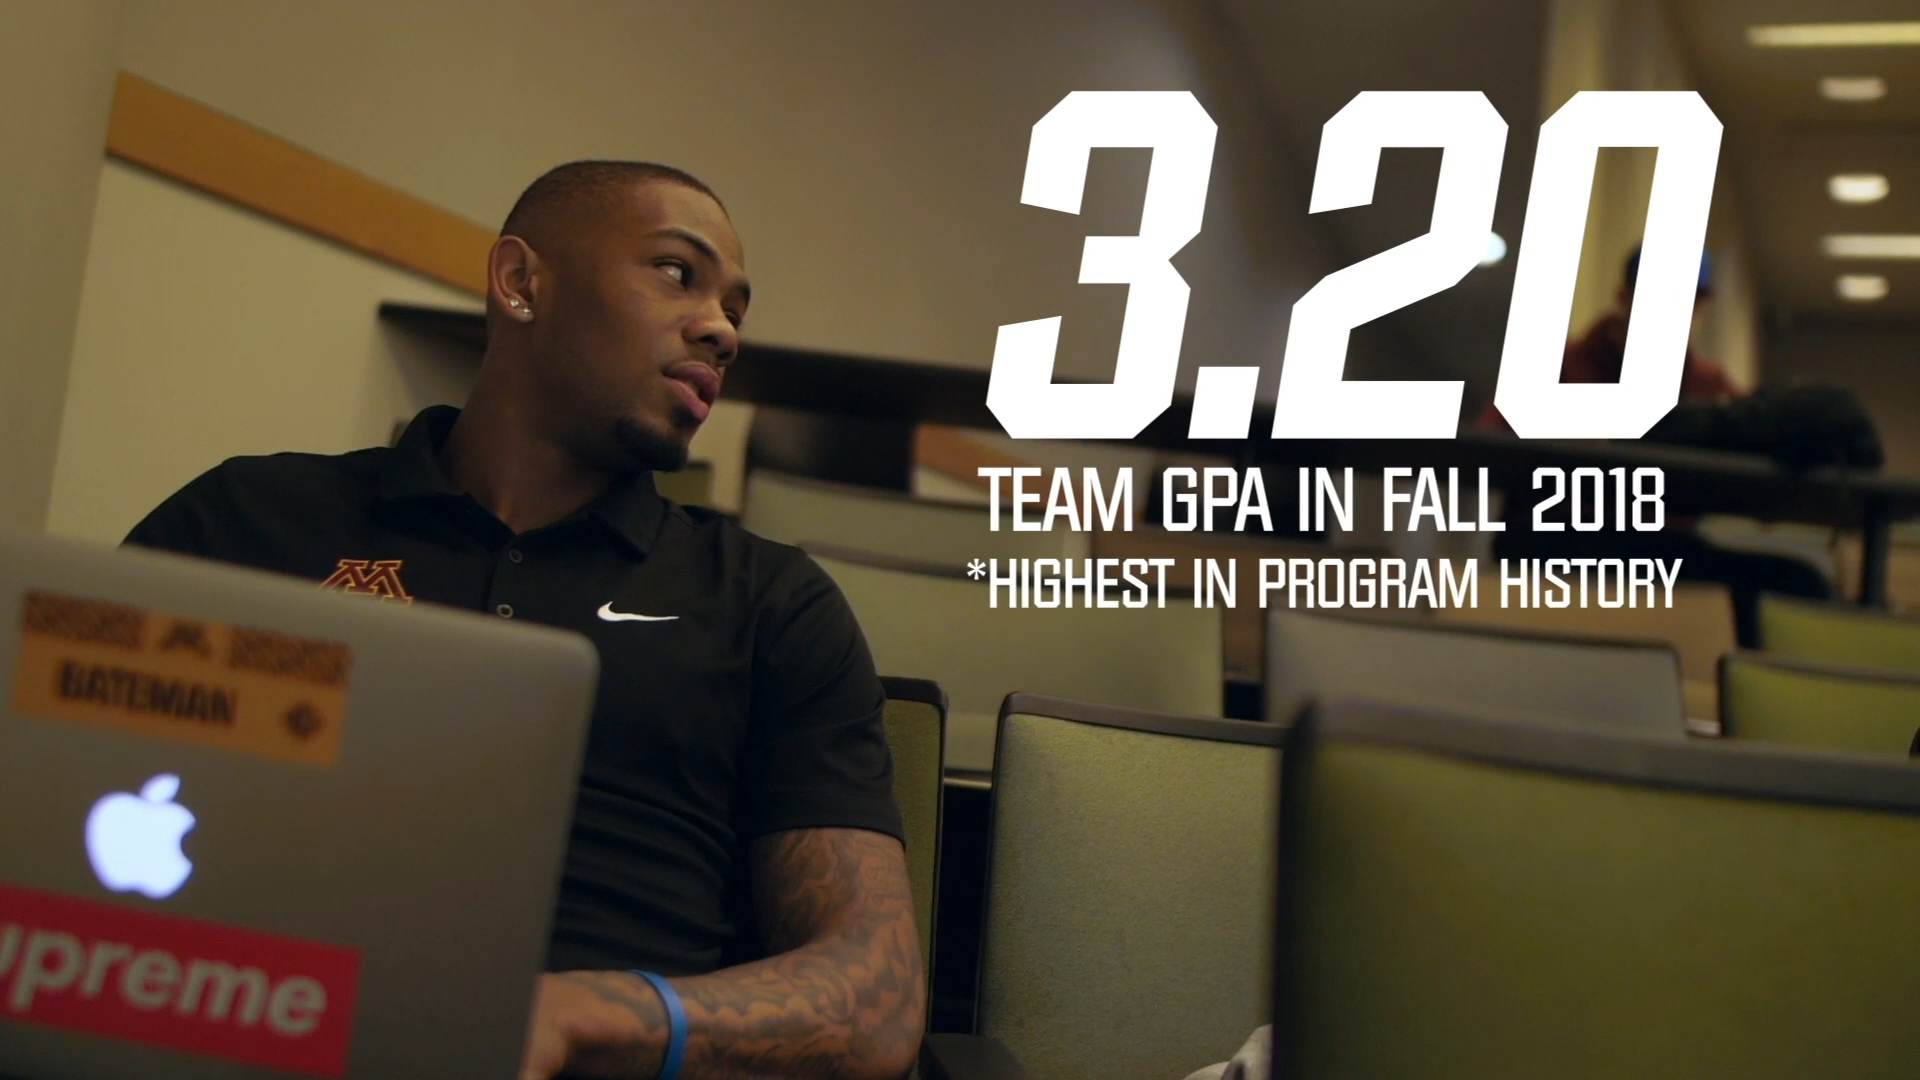 3.20
TEAM GPA IN FALL 2018
*HIGHEST IN PROGRAM HISTORY
M
BATEMAN
upreme